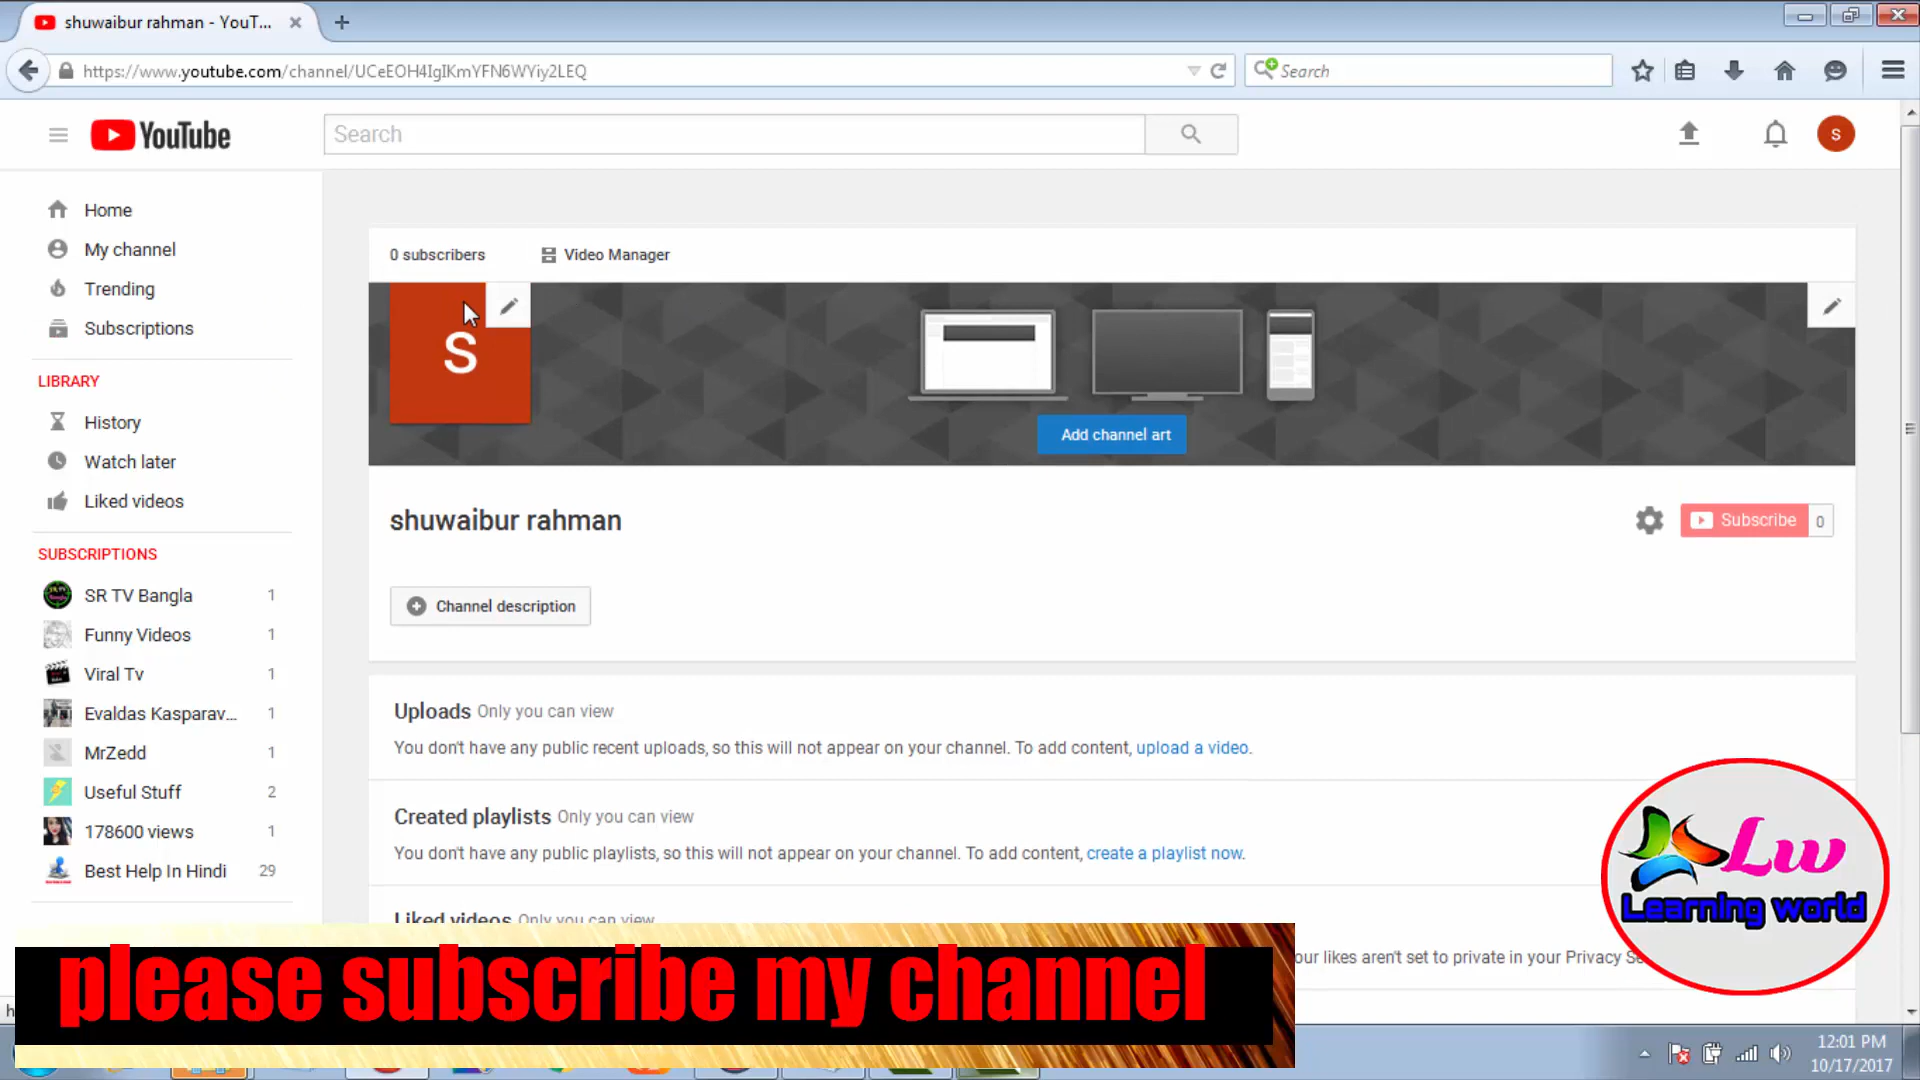 shuwaibur rahman - YouT...
https://www.youtube.com/channel/UCeEOH4IgIKmYFN6WYiy2LEQ
Search
YouTube
Search
S
Home
My channel
Trending
Subscriptions
LIBRARY
History
Watch later
Liked videos
SUBSCRIPTIONS
SR TV Bangla 1
Funny Videos 1
Viral Tv 1
Evaldas Kasparav... 1
MrZedd 1
Useful Stuff 2
178600 views 1
Best Help In Hindi 29
0 subscribers
Video Manager
S
Add channel art
shuwaibur rahman
Subscribe 0
Channel description
Uploads Only you can view
You don't have any public recent uploads, so this will not appear on your channel. To add content, upload a video.
Created playlists Only you can view
You don't have any public playlists, so this will not appear on your channel. To add content, create a playlist now.
Liked videos Only you can view
our likes aren't set to private in your Privacy
Lw
Learning world
please subscribe my channel
12:01 PM
10/17/2017